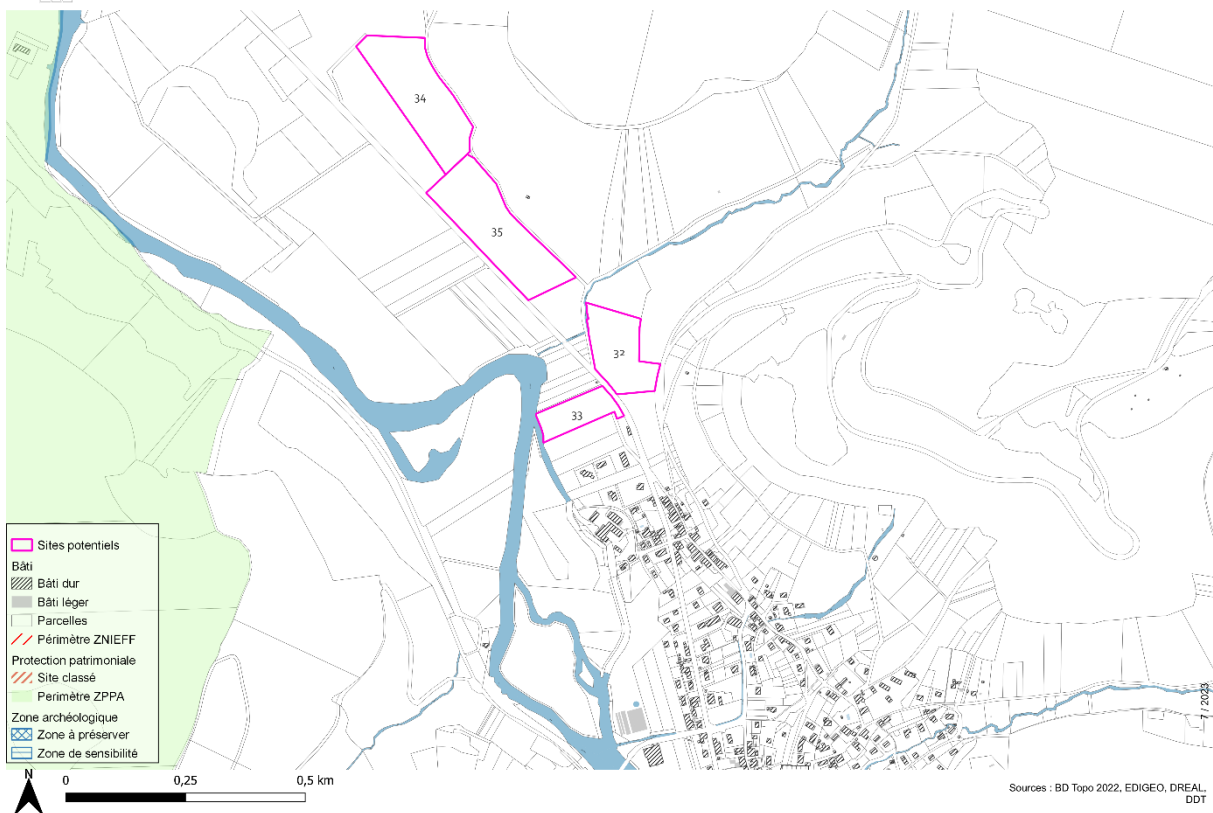 34
35
32
33
Sites potentiels
Bâti
Bâti dur
Bâti léger
Parcelles
Périmètre ZNIEFF
Protection patrimoniale
Site classé
Perimètre ZPPA
Zone archéologique
Zone à préserver
Zone de sensibilité
7 / 2023
N
0 0,25 0,5 km
Sources : BD Topo 2022, EDIGEO, DREAL,
DDT